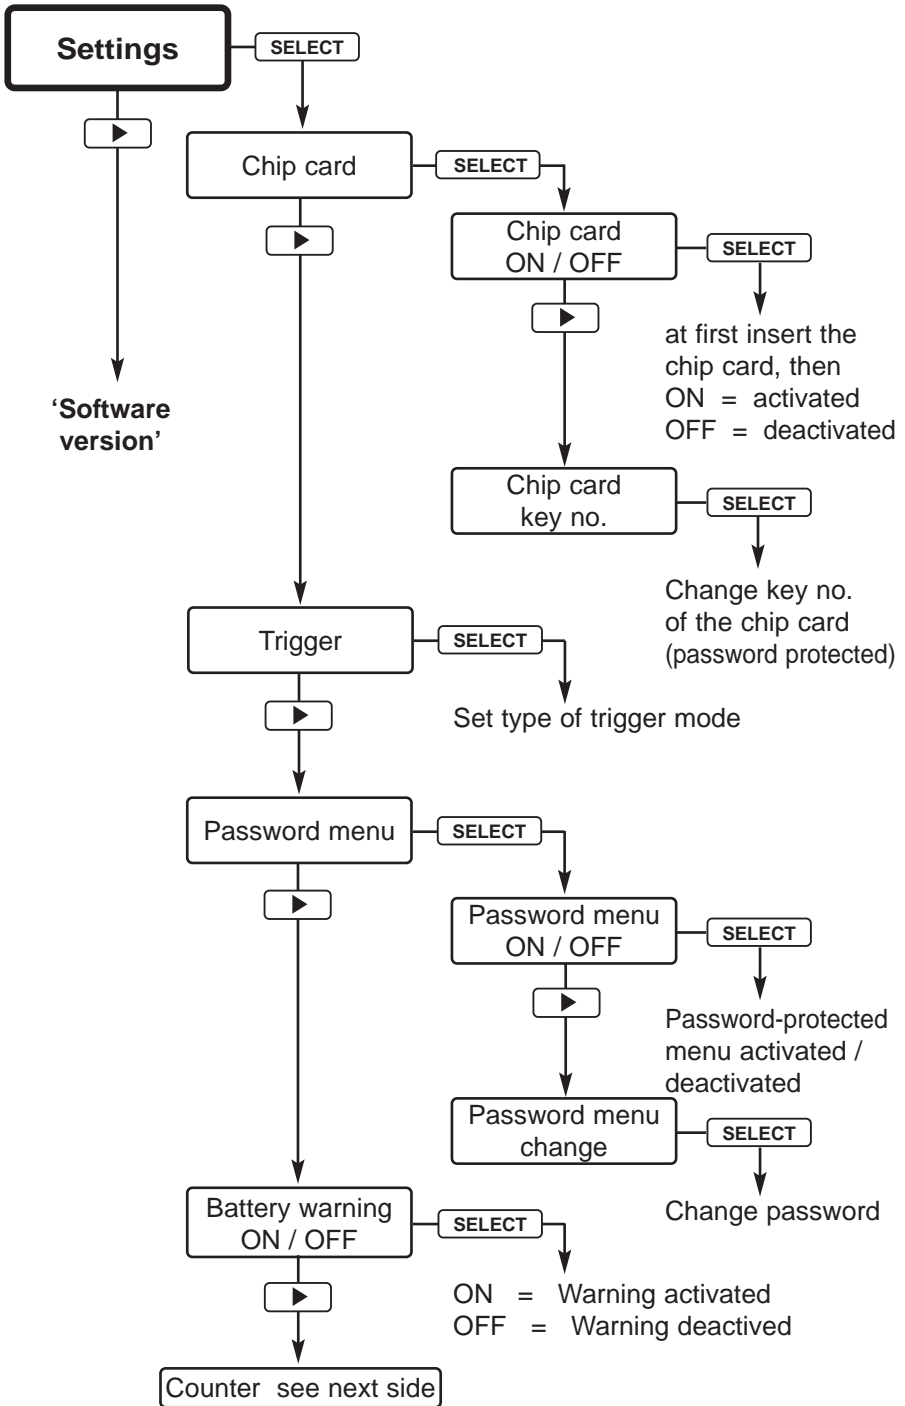 Settings
SELECT
Chip card
SELECT
Chip card
ON / OFF
SELECT
at first insert the
chip card, then
ON = activated
OFF = deactivated
‘Software
version’
Chip card
key no.
SELECT
Change key no.
of the chip card
(password protected)
Trigger
SELECT
Set type of trigger mode
Password menu
SELECT
Password menu
ON / OFF
SELECT
Password-protected
menu activated /
deactivated
Password menu
change
SELECT
Change password
Battery warning
ON / OFF
SELECT
ON = Warning activated
OFF = Warning deactived
Counter see next side